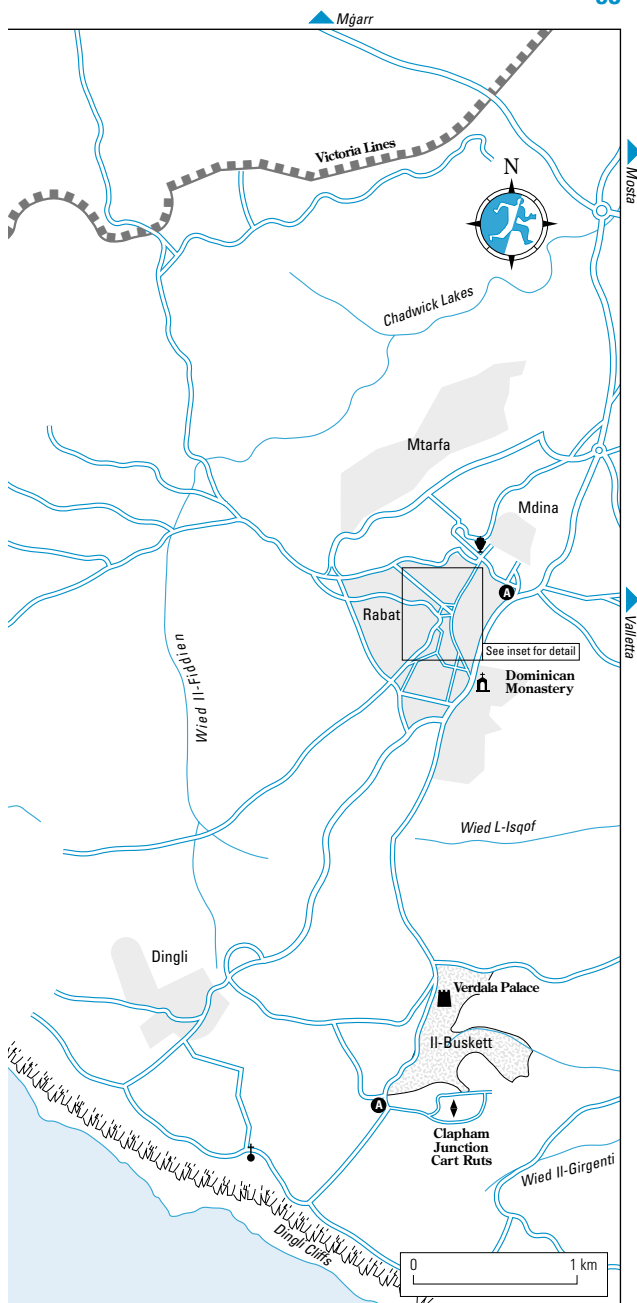 Mġarr
Victoria Lines
Mosta
N
Chadwick Lakes
Mtarfa
Mdina
A
Rabat
Valletta
See inset for detail
Dominican
Monastery
Wied Il-Fiddien
Wied L-Isqof
Dingli
Verdala Palace
Il-Buskett
A
Clapham
Junction
Cart Ruts
Wied Il-Girgenti
Dingli Cliffs
0 1 km